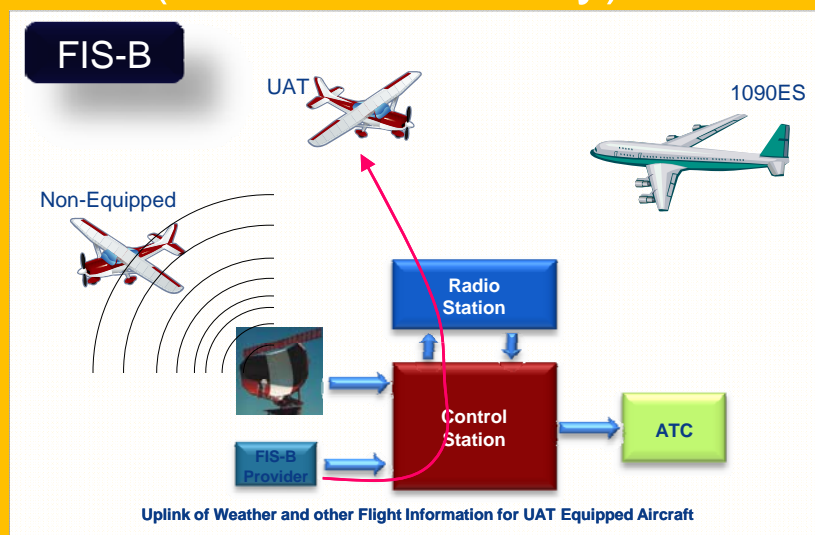 FIS-B
UAT
1090ES
Non-Equipped
Radio
Station
Control
Station
ATC
FIS-B
Provider
Uplink of Weather and other Flight Information for UAT Equipped Aircraft